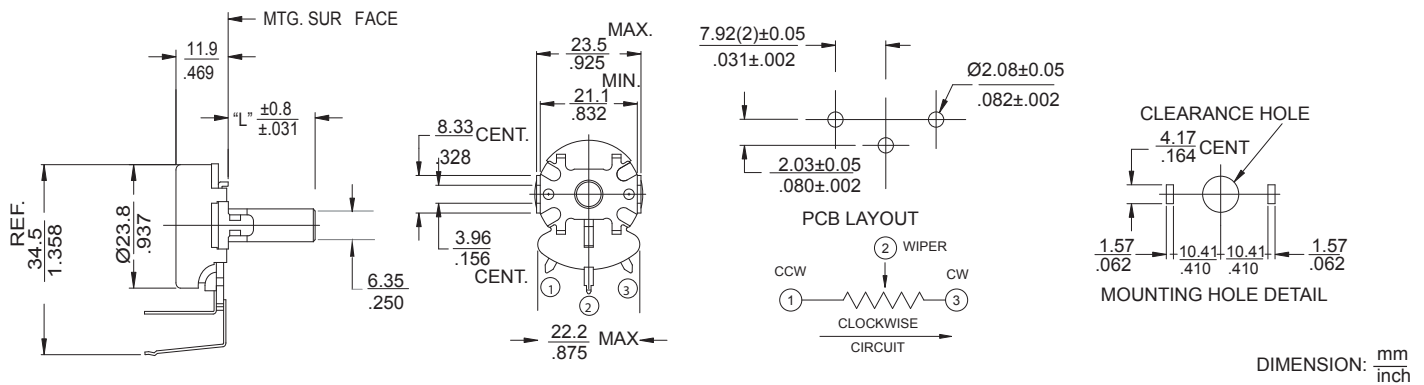 MTG. SUR FACE
11.9
.469
"L" ±0.8
±.031
REF.
34.5
1.358
Ø23.8
.937
6.35
.250
MAX.
23.5
.925
MIN.
21.1
.832
8.33 CENT.
.328
3.96
.156
CENT.
1
2
3
22.2 MAX
.875
7.92(2)±0.05
.031±.002
Ø2.08±0.05
.082±.002
2.03±0.05
.080±.002
PCB LAYOUT
2 WIPER
CCW
CW
1
3
CLOCKWISE
CIRCUIT
CLEARANCE HOLE
4.17 CENT
.164
1.57
.062
10.41
.410
10.41
.410
1.57
.062
MOUNTING HOLE DETAIL
DIMENSION: mm
inch